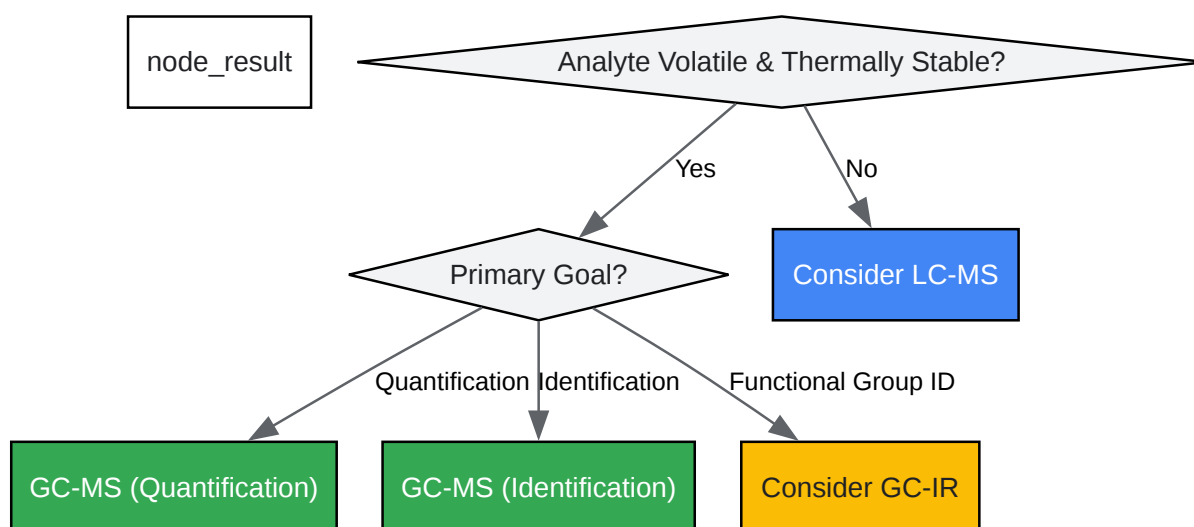 node_result
Analyte Volatile & Thermally Stable?
Yes
No
Primary Goal?
Consider LC-MS
Quantification
Identification
Functional Group ID
GC-MS (Quantification)
GC-MS (Identification)
Consider GC-IR